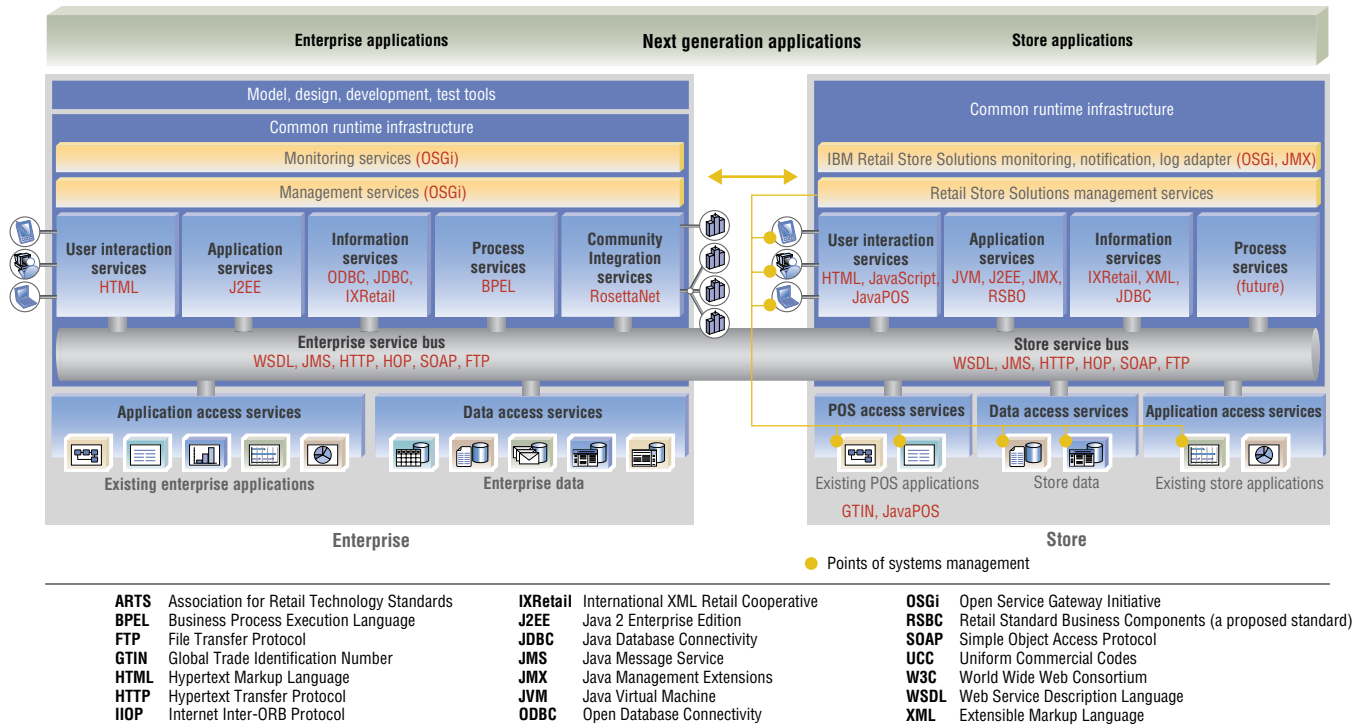 Enterprise applications
Next generation applications
Store applications
Model, design, development, test tools
Common runtime infrastructure
Monitoring services (OSGi)
Management services (OSGi)
User interaction
services
HTML
Application
services
J2EE
Information
services
ODBC, JDBC,
IXRetail
Process
services
BPEL
Community
Integration
services
RosettaNet
Enterprise service bus
WSDL, JMS, HTTP, HOP, SOAP, FTP
Application access services
Existing enterprise applications
Data access services
Enterprise data
Enterprise
Common runtime infrastructure
IBM Retail Store Solutions monitoring, notification, log adapter (OSGi, JMX)
Retail Store Solutions management services
User interaction
services
HTML, JavaScript,
JavaPOS
Application
services
JVM, J2EE, JMX,
RSBO
Information
services
IXRetail, XML,
JDBC
Process
services
(future)
Store service bus
WSDL, JMS, HTTP, HOP, SOAP, FTP
POS access services
Existing POS applications
GTIN, JavaPOS
Data access services
Store data
Application access services
Existing store applications
Store
Points of systems management
ARTS Association for Retail Technology Standards
BPEL Business Process Execution Language
FTP File Transfer Protocol
GTIN Global Trade Identification Number
HTML Hypertext Markup Language
HTTP Hypertext Transfer Protocol
IIOP Internet Inter-ORB Protocol
IXRetail International XML Retail Cooperative
J2EE Java 2 Enterprise Edition
JDBC Java Database Connectivity
JMS Java Message Service
JMX Java Management Extensions
JVM Java Virtual Machine
ODBC Open Database Connectivity
OSGi Open Service Gateway Initiative
RSBC Retail Standard Business Components (a proposed standard)
SOAP Simple Object Access Protocol
UCC Uniform Commercial Codes
W3C World Wide Web Consortium
WSDL Web Service Description Language
XML Extensible Markup Language